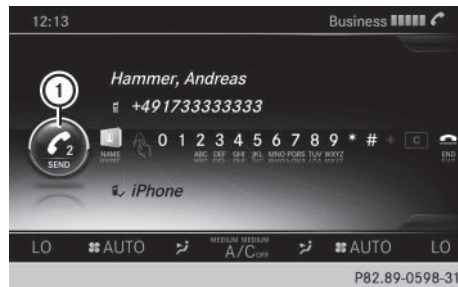 12:13 Business
1
Hammer, Andreas
+491733333333
2 NAME 0 1 2 3 4 5 6 7 8 9 * # + C
SEND ABC DEF GHI JKL MNO PQRS TUV WXYZ END
iPhone
MEDIUM MEDIUM
LO AUTO A/C OFF AUTO LO
P82.89-0598-31